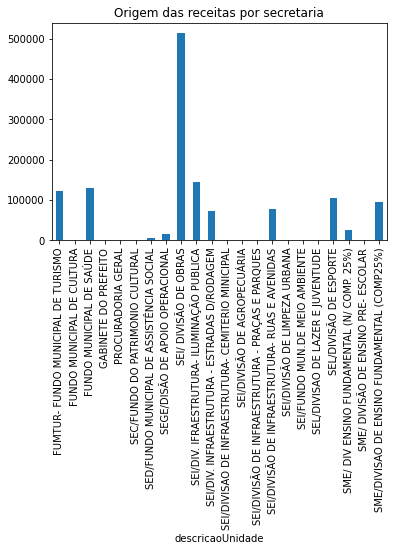 Origem das receitas por secretaria
500000
400000
300000
200000
100000
0
FUMTUR- FUNDO MUNICIPAL DE TURISMO
FUNDO MUNICIPAL DE CULTURA
FUNDO MUNICIPAL DE SAÚDE
GABINETE DO PREFEITO
PROCURADORIA GERAL
SEC/FUNDO DO PATRIMONIO CULTURAL
SED/FUNDO MUNICIPAL DE ASSISTÊNCIA SOCIAL
SEGE/DISÃO DE APOIO OPERACIONAL
SEI/ DIVISÃO DE OBRAS
SEI/DIV. IFRAESTRUTURA- ILUMINAÇÃO PUBLICA
SEI/DIV. INFRAESTRUTURA - ESTRADAS D/RODAGEM
SEI/DIVISAO DE INFRAESTRUTURA- CEMITERIO MINICIPAL
SEI/DIVISÃO DE AGROPECUÁRIA
SEI/DIVISÃO DE INFRAESTRUTURA - PRAÇAS E PARQUES
SEI/DIVISÃO DE INFRAESTRUTURA- RUAS E AVENIDAS
SEI/DIVISÃO DE LIMPEZA URBANA
SEI/FUNDO MUN.DE MEIO AMBIENTE
SEL/DIVISAO DE LAZER E JUVENTUDE
SEL/DIVISÃO DE ESPORTE
SME/ DIV ENSINO FUNDAMENTAL (N/ COMP. 25%)
SME/ DIVISÃO DE ENSINO PRE- ESCOLAR
SME/DIVISAO DE ENSINO FUNDAMENTAL (COMP25%)
descricaoUnidade